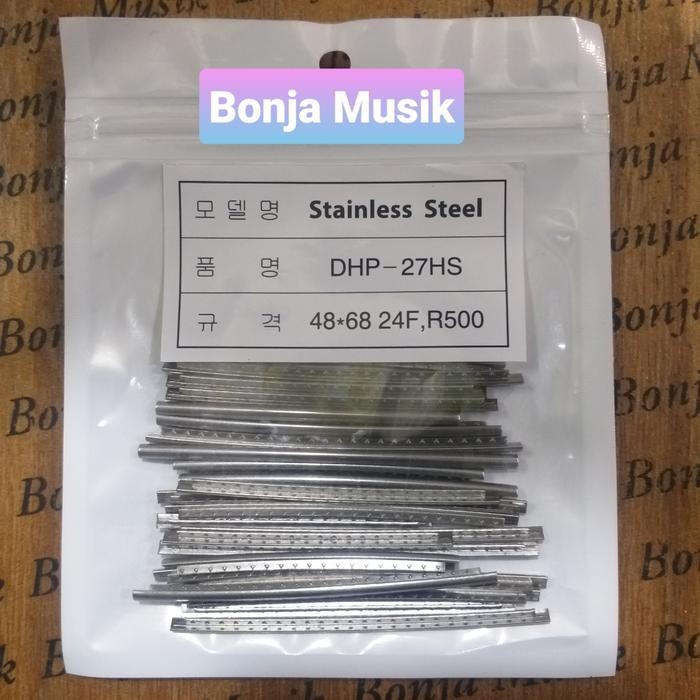 Bonja Musik
모델명 Stainless Steel
품 명 DHP-27HS
규 격 48*68 24F,R500